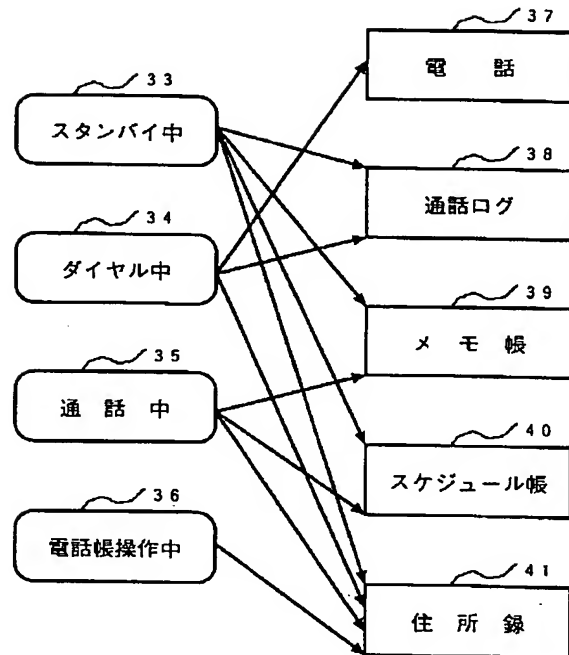 33
スタンバイ中
34
ダイヤル中
35
通話中
36
電話帳操作中
37
電話
38
通話ログ
39
メモ帳
40
スケジュール帳
41
住所録